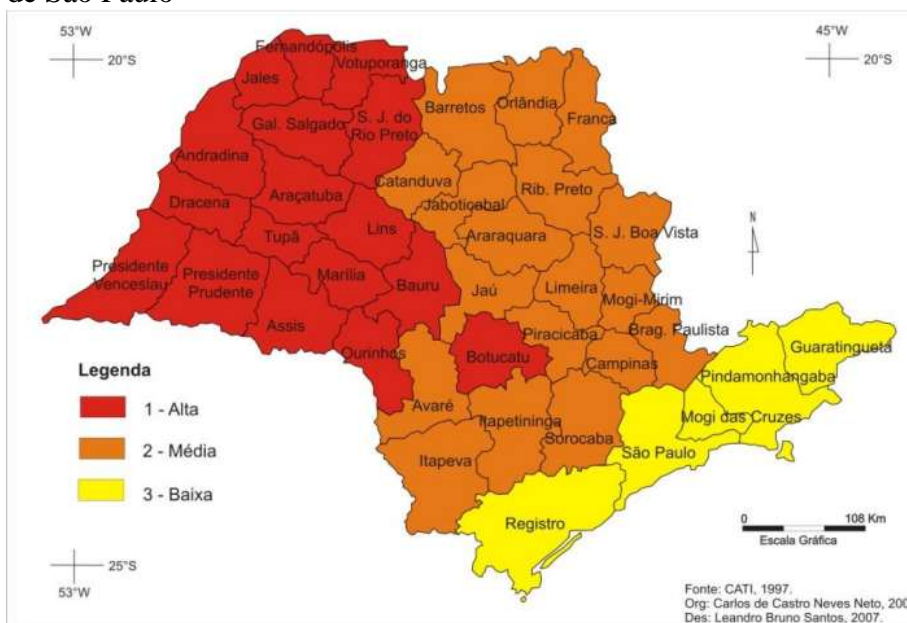 de São Paulo
53°W
20°S
45°W
20°S
Fernandópolis
Votuporanga
Jales
Gal. Salgado
S. J. do
Rio Preto
Andradina
Dracena
Araçatuba
Tupã
Lins
Presidente
Venceslau
Presidente
Prudente
Marília
Bauru
Assis
Ourinhos
Botucatu
Barretos
Orlândia
Franca
Catanduva
Jaboticabal
Rib. Preto
Araraquara
S. J. Boa Vista
Jaú
Limeira
Mogi-Mirim
Piracicaba
Brag. Paulista
Campinas
Avaré
Itapetininga
Sorocaba
Itapeva
Guaratingueta
Pindamonhangaba
Mogi das Cruzes
São Paulo
Registro
N
Legenda
1 - Alta
2 - Média
3 - Baixa
0 108 Km
Escala Gráfica
25°S
53°W
Fonte: CATI, 1997.
Org: Carlos de Castro Neves Neto, 200
Des: Leandro Bruno Santos, 2007.